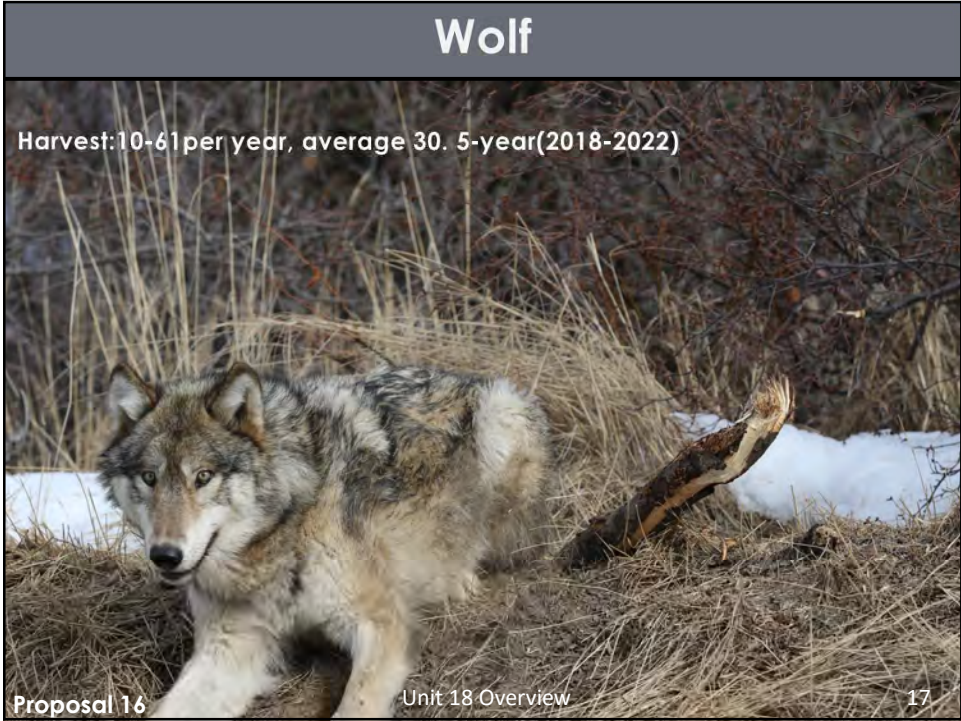 Wolf
Harvest:10-61per year, average 30. 5-year(2018-2022)
Proposal 16
Unit 18 Overview
17